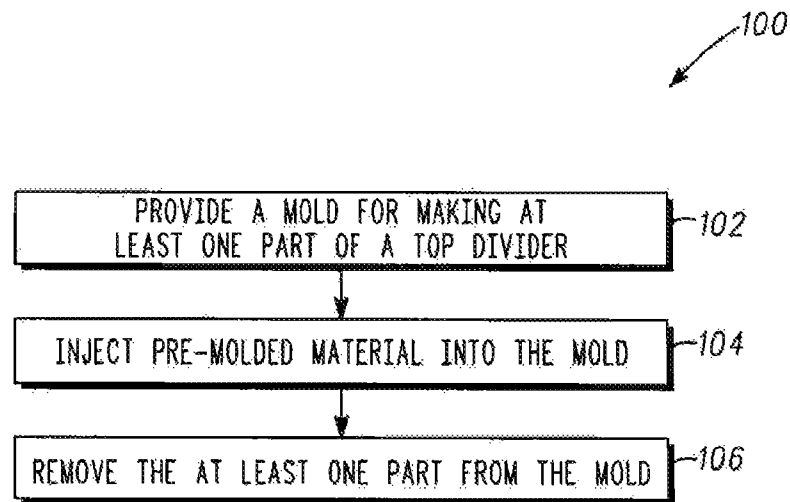 100
PROVIDE A MOLD FOR MAKING AT
LEAST ONE PART OF A TOP DIVIDER
102
INJECT PRE-MOLDED MATERIAL INTO THE MOLD
104
REMOVE THE AT LEAST ONE PART FROM THE MOLD
106